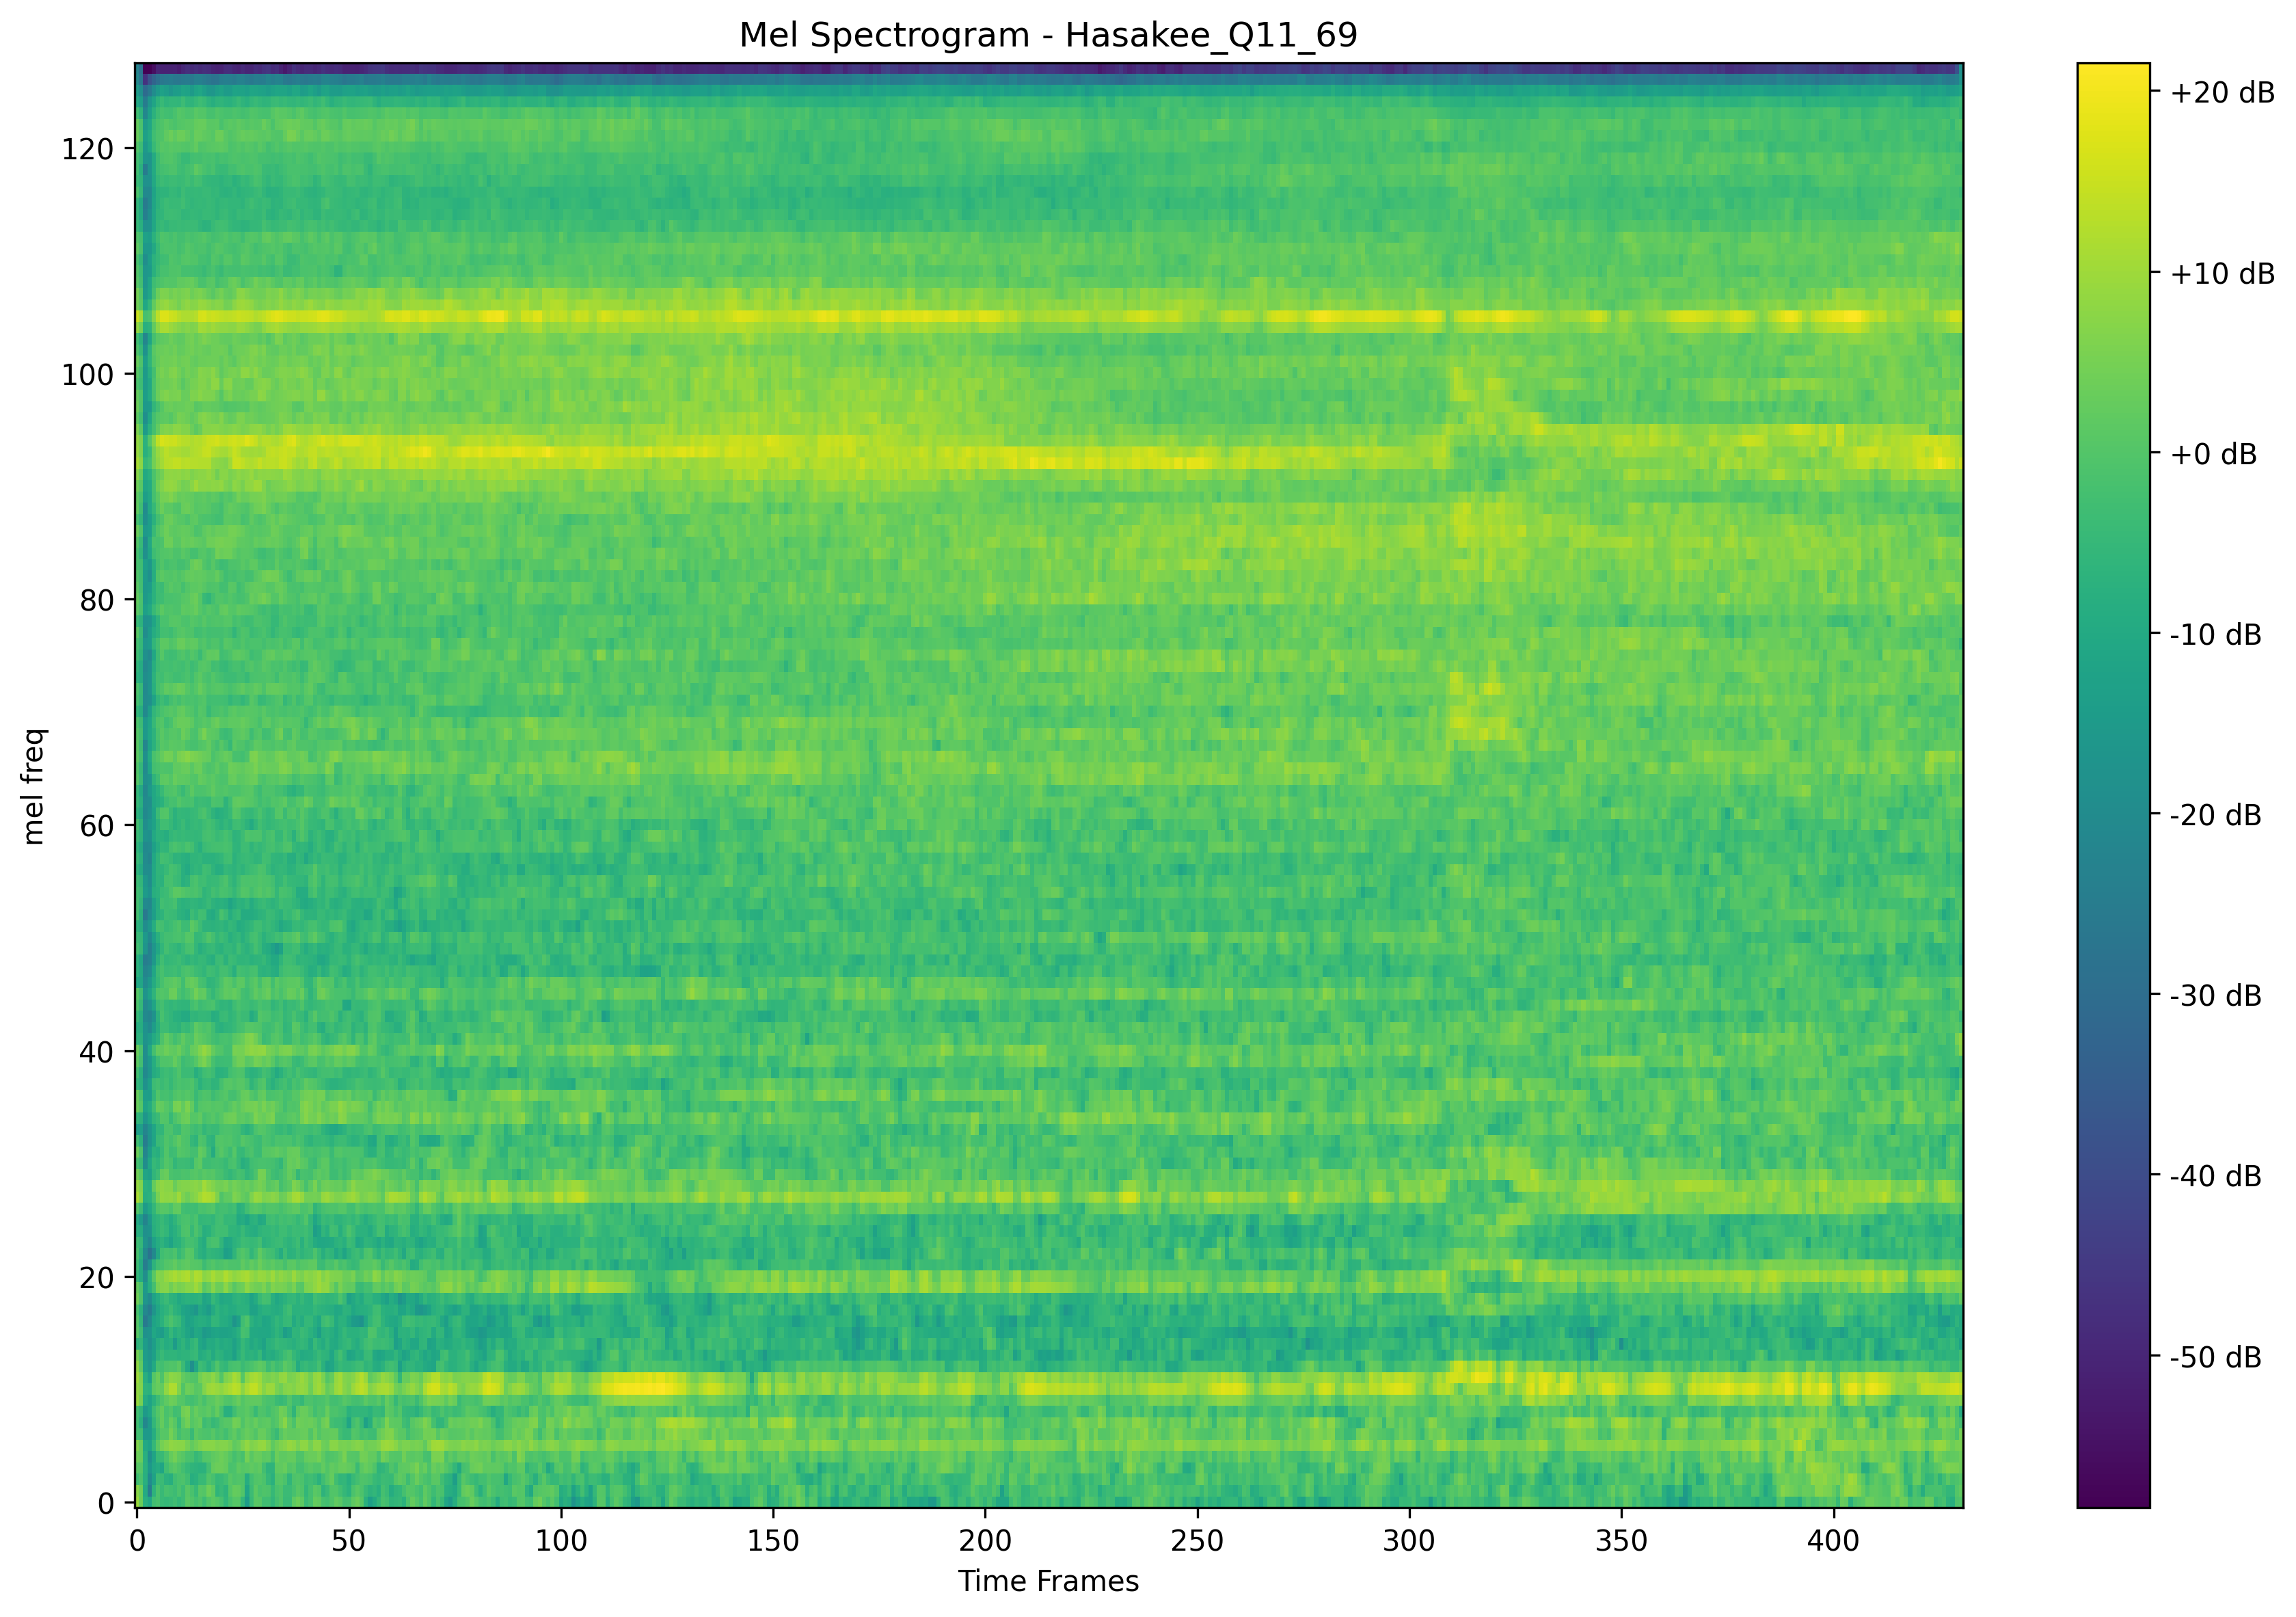 Mel Spectrogram - Hasakee_Q11_69
120
100
80
60
40
20
0
mel freq
0 50 100 150 200 250 300 350 400
Time Frames
+20 dB
+10 dB
+0 dB
-10 dB
-20 dB
-30 dB
-40 dB
-50 dB